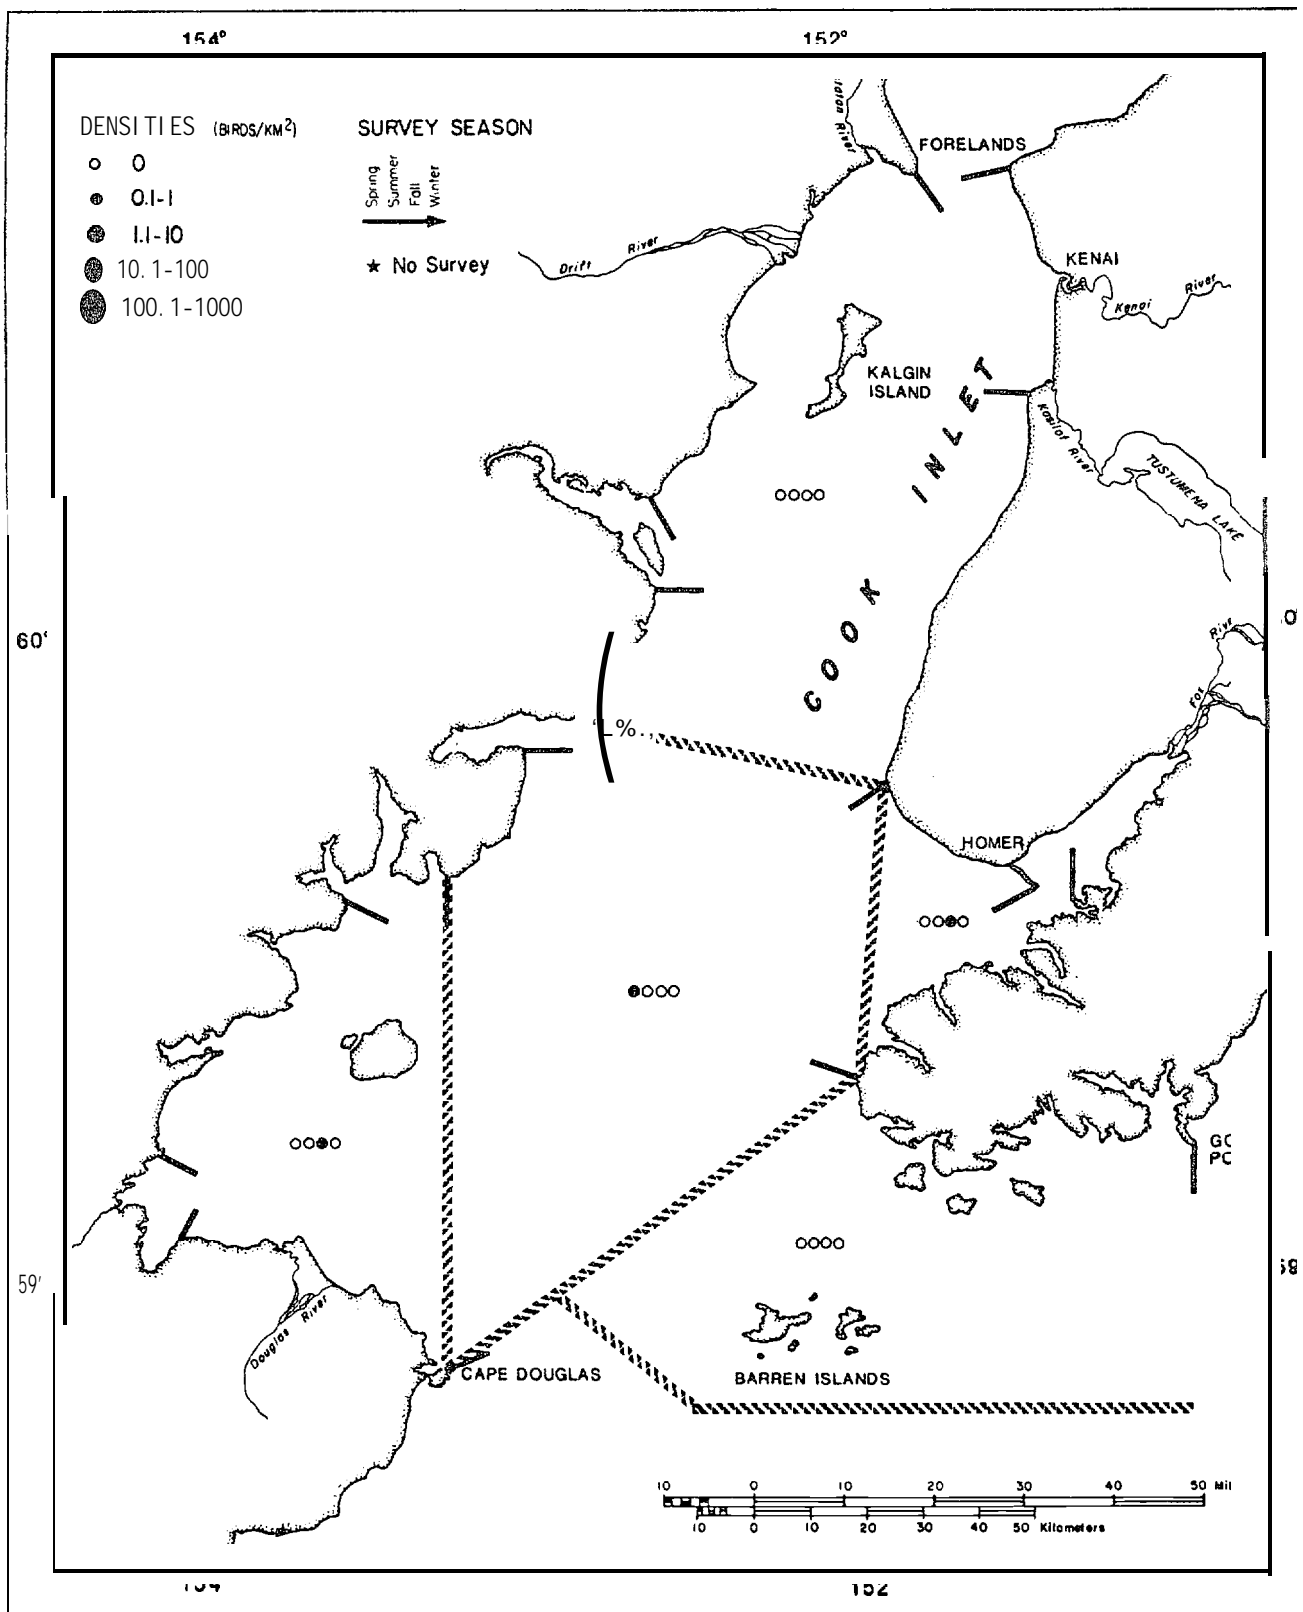 154° 152°
DENSITIES (BIRDS/KM²)
0
0.1-1
1.1-10
10.1-100
100.1-1000
SURVEY SEASON
Spring
Summer
Fall
Winter
★ No Survey
River
FORELANDS
Drift River
KENAI
Kenai River
KALGIN
ISLAND
COOK INLET
Kasilof River
TUSTUMENA LAKE
60°
Fox River
HOMER
59'
Douglas River
CAPE DOUGLAS
BARREN ISLANDS
10 0 10 20 30 40 50 Mil
10 0 10 20 30 40 50 Kilometers
152